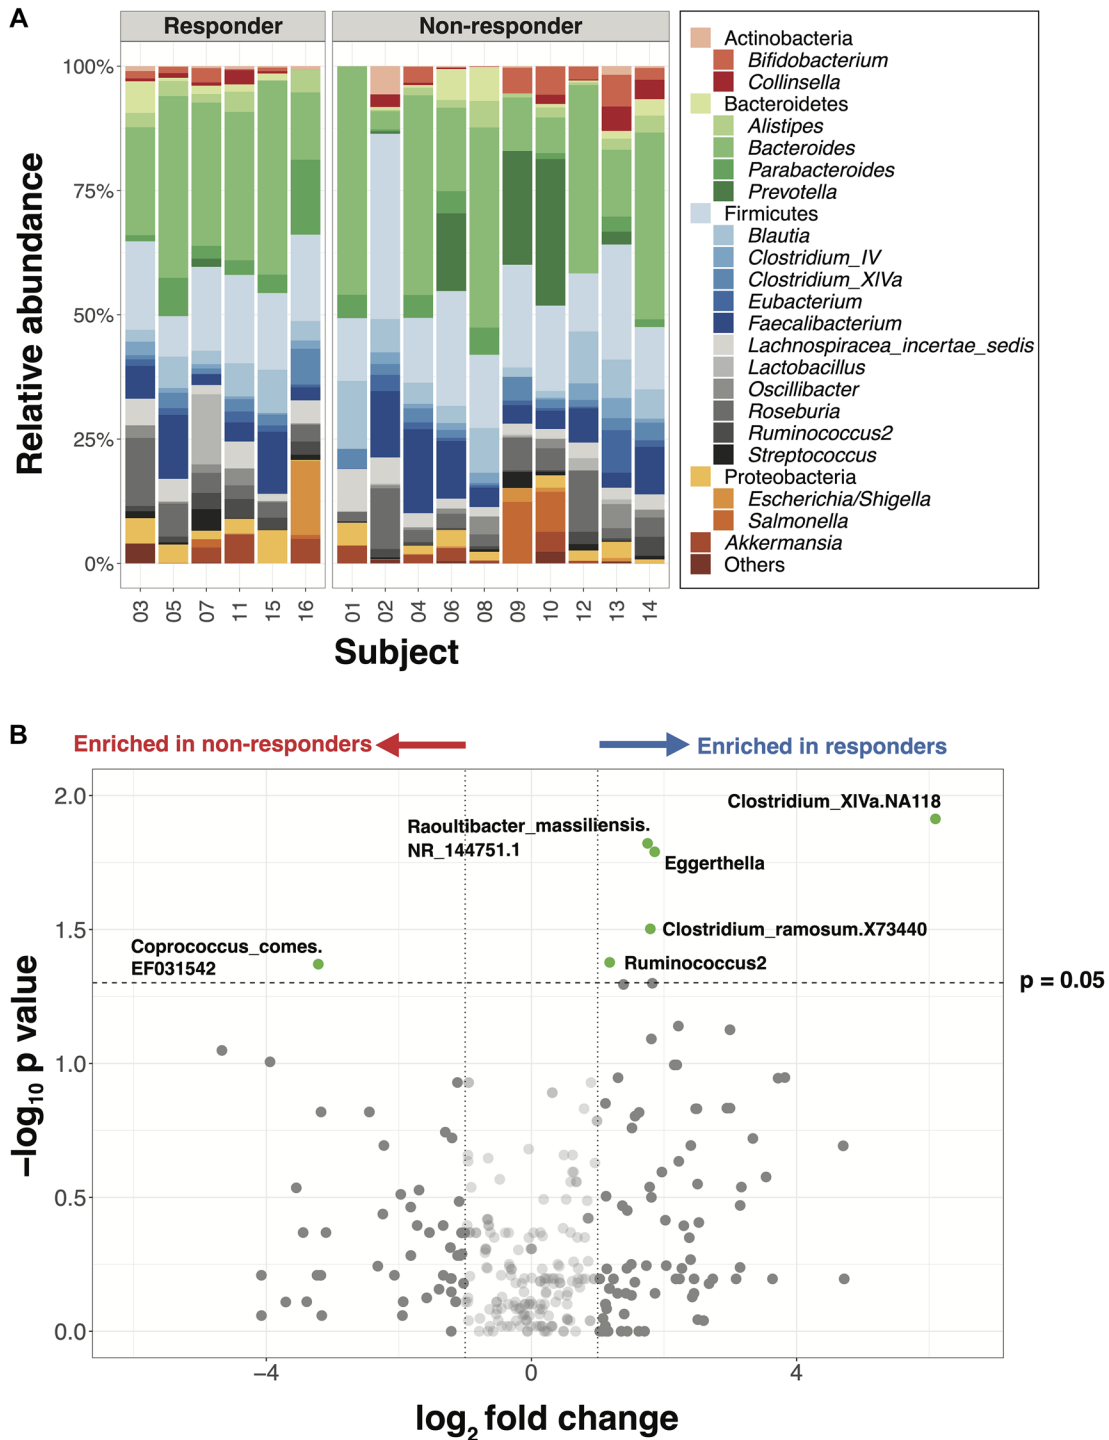 A
Responder
Non-responder
Relative abundance
100%
75%
50%
25%
0%
03
05
07
11
15
16
01
02
04
06
08
09
10
12
13
14
Subject
Actinobacteria
Bifidobacterium
Collinsella
Bacteroidetes
Alistipes
Bacteroides
Parabacteroides
Prevotella
Firmicutes
Blautia
Clostridium_IV
Clostridium_XIVa
Eubacterium
Faecalibacterium
Lachnospiracea_incertae_sedis
Lactobacillus
Oscillibacter
Roseburia
Ruminococcus2
Streptococcus
Proteobacteria
Escherichia/Shigella
Salmonella
Akkermansia
Others
B
Enriched in non-responders
Enriched in responders
−log10 p value
2.0
1.5
1.0
0.5
0.0
Clostridium_XIVa.NA118
Raoultibacter_massiliensis.
NR_144751.1
Eggerthella
Clostridium_ramosum.X73440
Coprococcus_comes.
EF031542
Ruminococcus2
p = 0.05
−4
0
4
log2 fold change